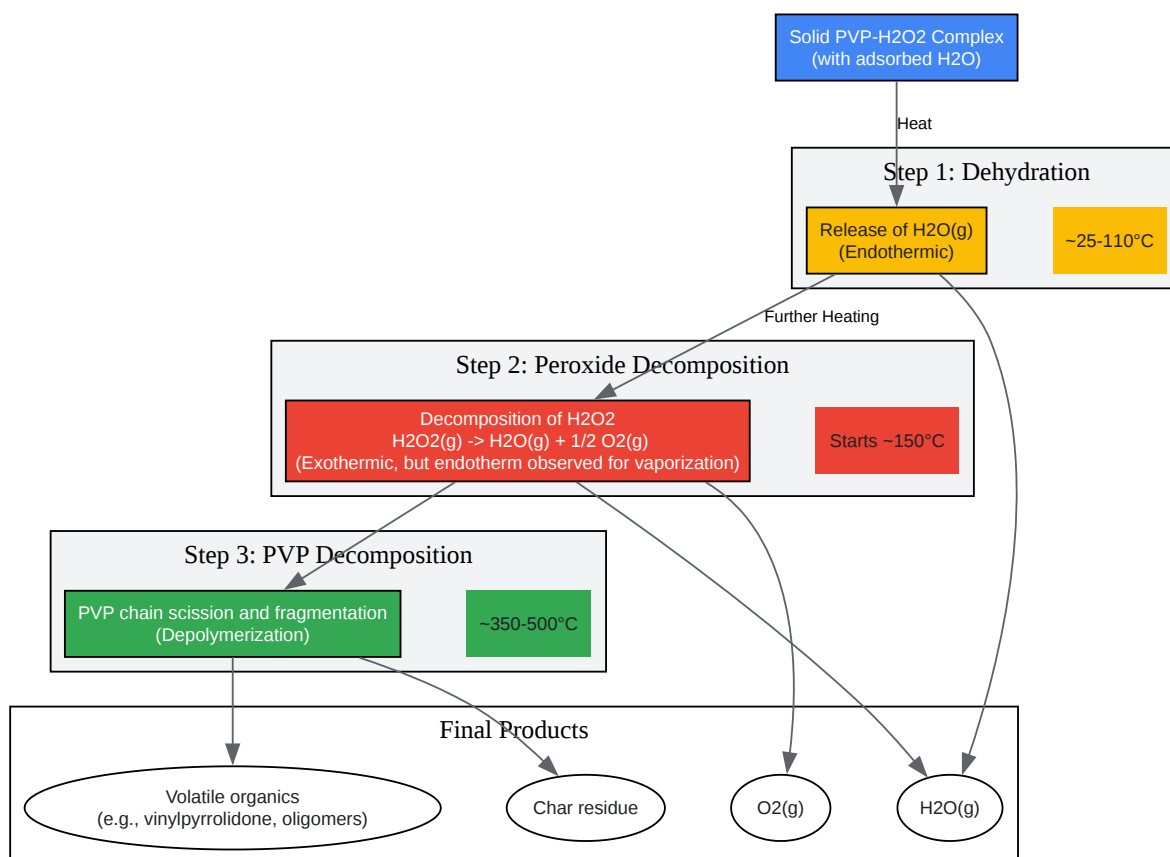 Solid PVP-H2O2 Complex
(with adsorbed H2O)
Heat
Step 1: Dehydration
Release of H2O(g)
(Endothermic)
~25-110°C
Further Heating
Step 2: Peroxide Decomposition
Decomposition of H2O2
H2O2(g) -> H2O(g) + 1/2 O2(g)
(Exothermic, but endotherm observed for vaporization)
Starts ~150°C
Step 3: PVP Decomposition
PVP chain scission and fragmentation
(Depolymerization)
~350-500°C
Final Products
Volatile organics
(e.g., vinylpyrrolidone, oligomers)
Char residue
O2(g)
H2O(g)